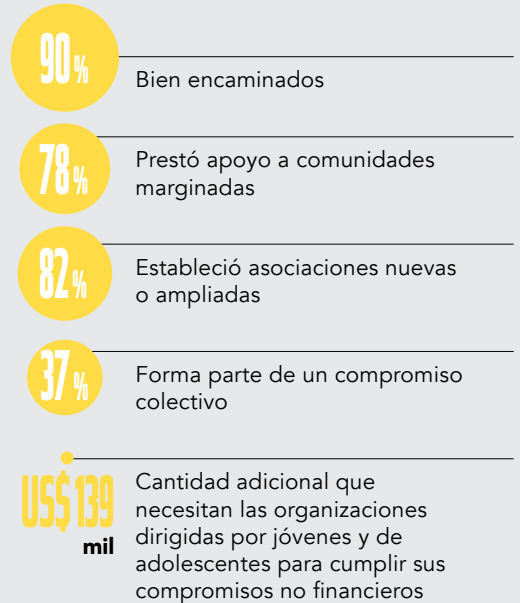 90%
Bien encaminados
78%
Prestó apoyo a comunidades
marginadas
82%
Estableció asociaciones nuevas
o ampliadas
37%
Forma parte de un compromiso
colectivo
US$ 139
mil
Cantidad adicional que
necesitan las organizaciones
dirigidas por jóvenes y de
adolescentes para cumplir sus
compromisos no financieros